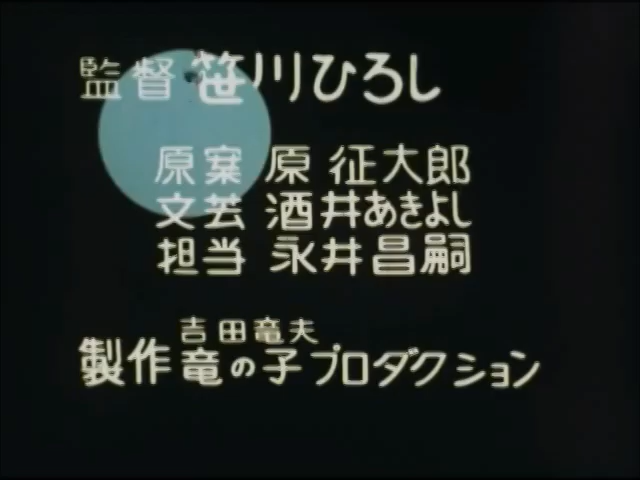 監督 笹川ひろし
原案 原 征大郎
文芸 酒井あきよし
担当 永井昌嗣
吉田竜夫
製作 竜の子プロダクション